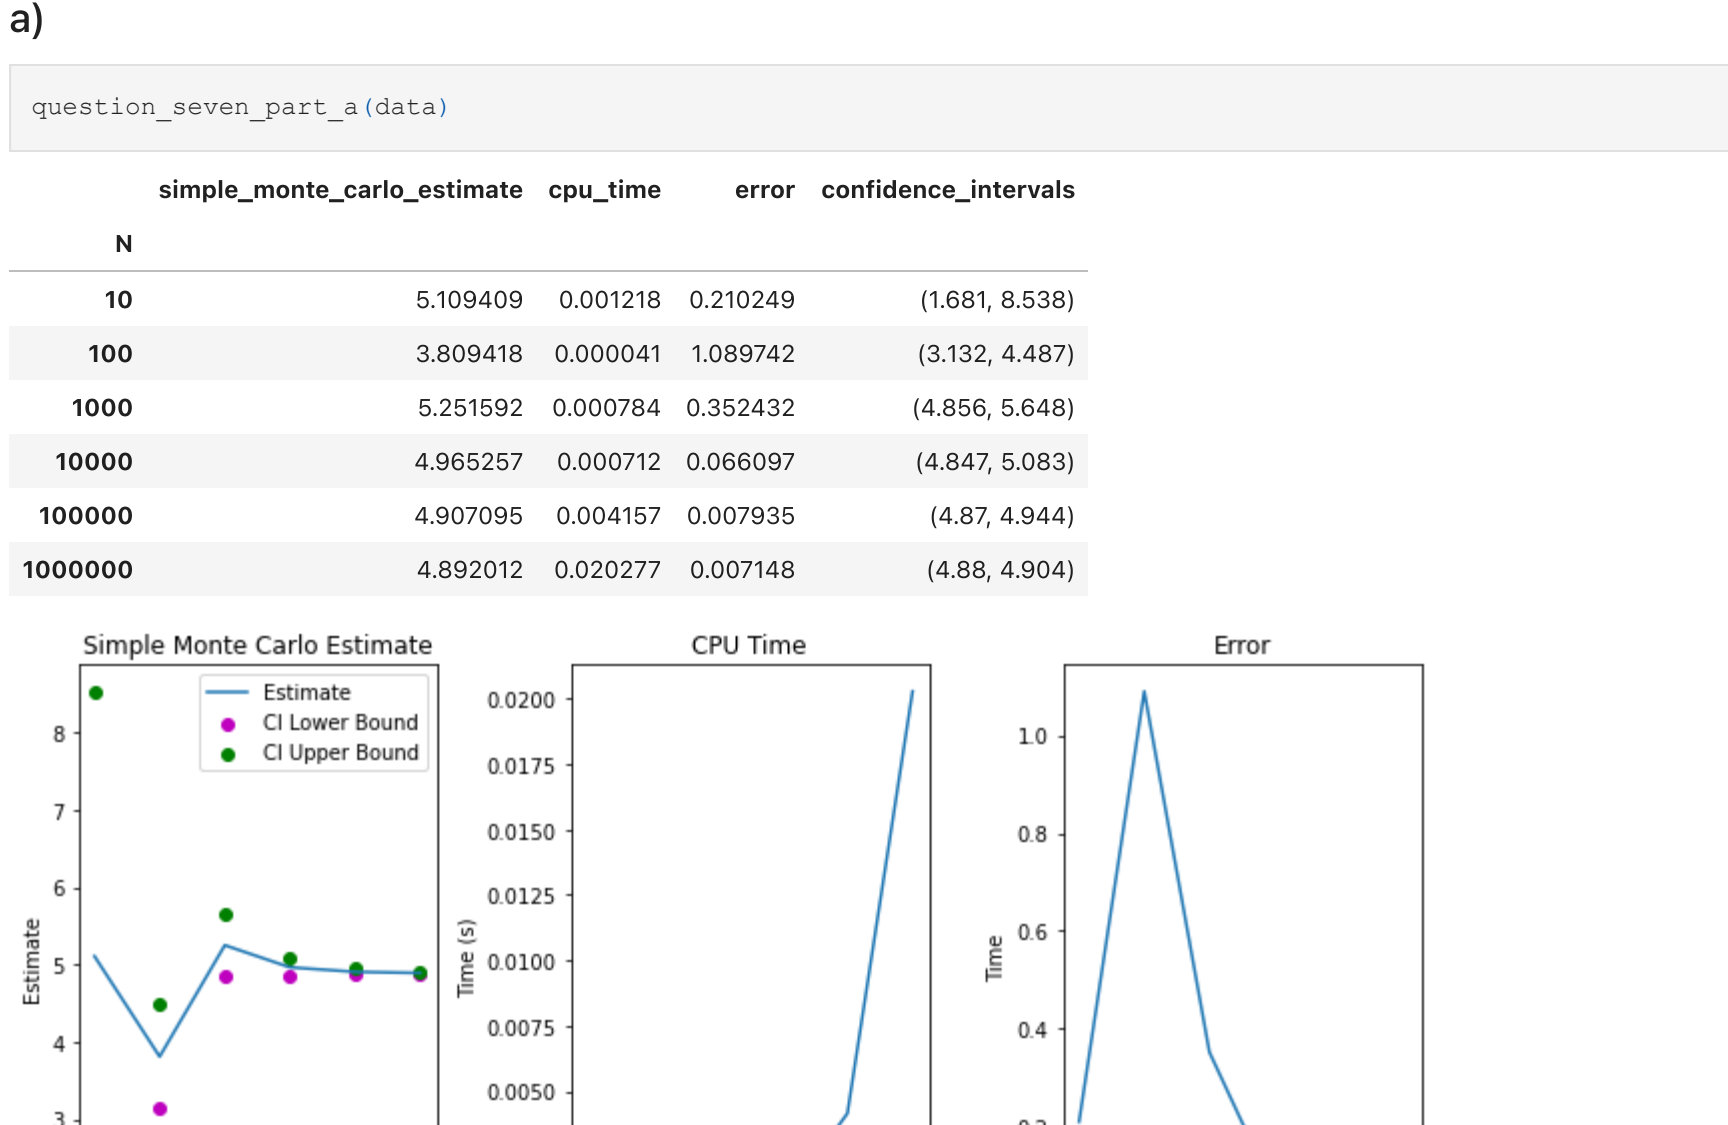 a)
question_seven_part_a(data)
simple_monte_carlo_estimate cpu_time error confidence_intervals
N
10 5.109409 0.001218 0.210249 (1.681, 8.538)
100 3.809418 0.000041 1.089742 (3.132, 4.487)
1000 5.251592 0.000784 0.352432 (4.856, 5.648)
10000 4.965257 0.000712 0.066097 (4.847, 5.083)
100000 4.907095 0.004157 0.007935 (4.87, 4.944)
1000000 4.892012 0.020277 0.007148 (4.88, 4.904)
Simple Monte Carlo Estimate
Estimate
CI Lower Bound
CI Upper Bound
8
7
6
5
4
3
Estimate
CPU Time
0.0200
0.0175
0.0150
0.0125
0.0100
0.0075
0.0050
Time (s)
Error
1.0
0.8
0.6
0.4
0.2
Time